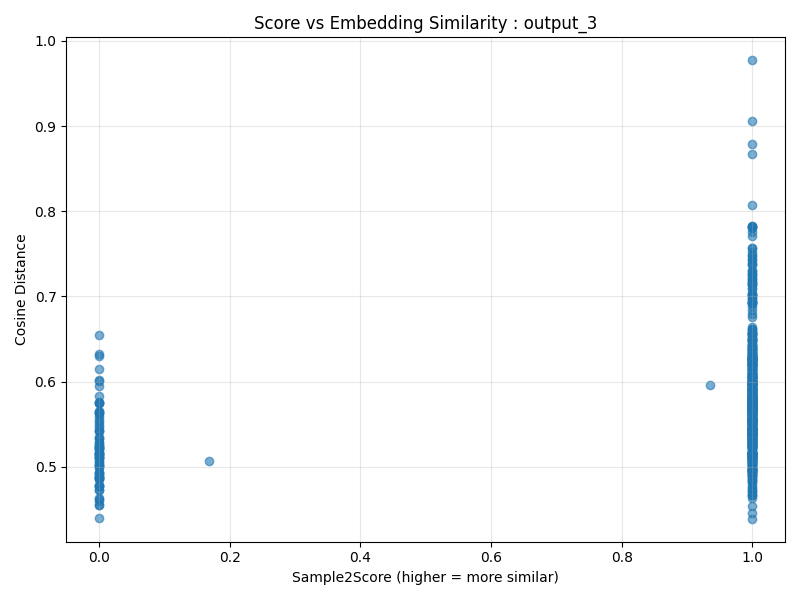 Score vs Embedding Similarity : output_3
1.0
0.9
0.8
0.7
0.6
0.5
Cosine Distance
0.0 0.2 0.4 0.6 0.8 1.0
Sample2Score (higher = more similar)